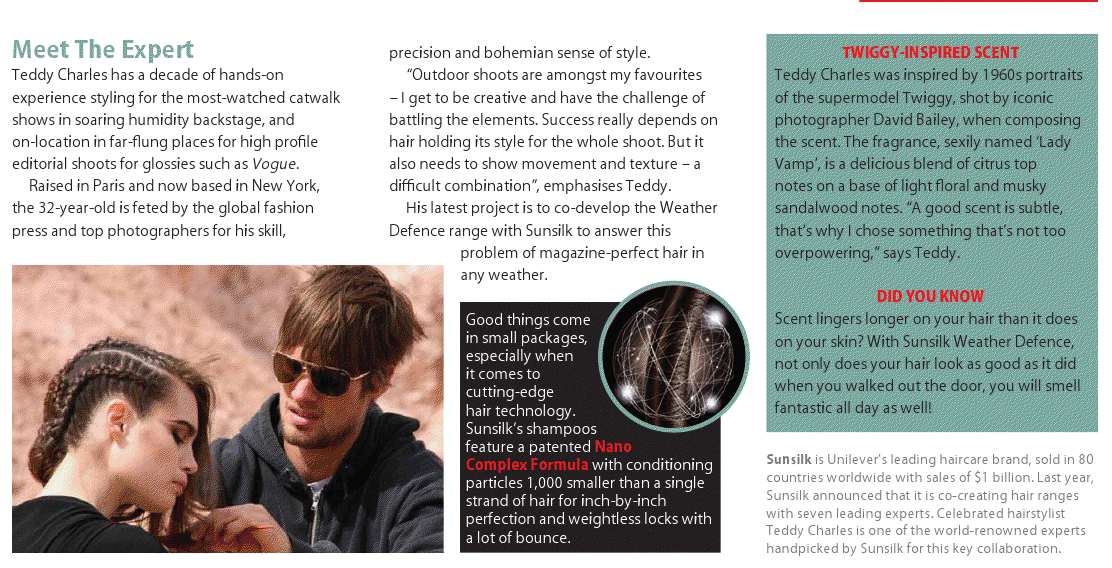 Meet The Expert
Teddy Charles has a decade of hands-on
experience styling for the most-watched catwalk
shows in soaring humidity backstage, and
on-location in far-flung places for high profile
editorial shoots for glossies such as Vogue.
Raised in Paris and now based in New York,
the 32-year-old is feted by the global fashion
press and top photographers for his skill,
precision and bohemian sense of style.
“Outdoor shoots are amongst my favourites
– I get to be creative and have the challenge of
battling the elements. Success really depends on
hair holding its style for the whole shoot. But it
also needs to show movement and texture – a
difficult combination”, emphasises Teddy.
His latest project is to co-develop the Weather
Defence range with Sunsilk to answer this
problem of magazine-perfect hair in
any weather.
Good things come
in small packages,
especially when
it comes to
cutting-edge
hair technology.
Sunsilk’s shampoos
feature a patented Nano
Complex Formula with conditioning
particles 1,000 smaller than a single
strand of hair for inch-by-inch
perfection and weightless locks with
a lot of bounce.
TWIGGY-INSPIRED SCENT
Teddy Charles was inspired by 1960s portraits
of the supermodel Twiggy, shot by iconic
photographer David Bailey, when composing
the scent. The fragrance, sexily named ‘Lady
Vamp’, is a delicious blend of citrus top
notes on a base of light floral and musky
sandalwood notes. “A good scent is subtle,
that’s why I chose something that’s not too
overpowering,” says Teddy.
DID YOU KNOW
Scent lingers longer on your hair than it does
on your skin? With Sunsilk Weather Defence,
not only does your hair look as good as it did
when you walked out the door, you will smell
fantastic all day as well!
Sunsilk is Unilever’s leading haircare brand, sold in 80
countries worldwide with sales of $1 billion. Last year,
Sunsilk announced that it is co-creating hair ranges
with seven leading experts. Celebrated hairstylist
Teddy Charles is one of the world-renowned experts
handpicked by Sunsilk for this key collaboration.